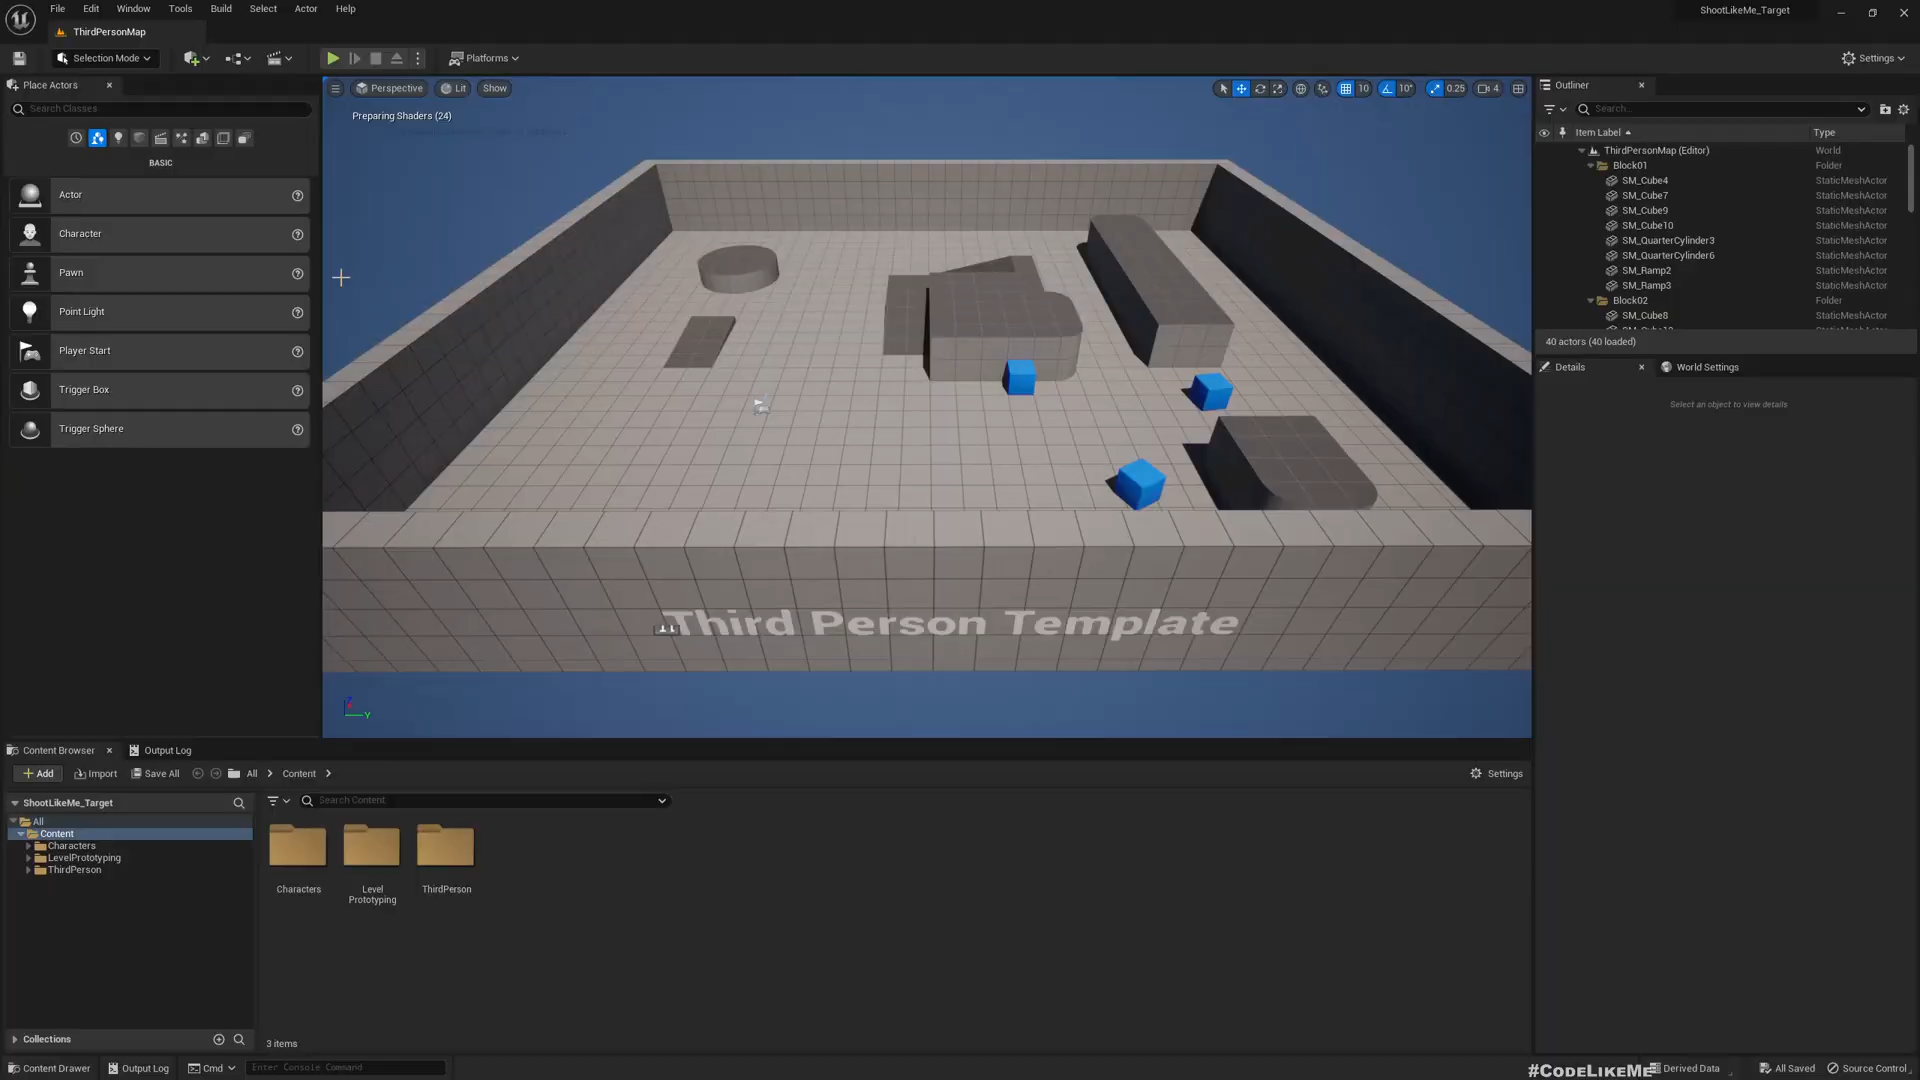 File Edit Window Tools Build Select Actor Help
ShootLikeMe_Target
ThirdPersonMap
Selection Mode
Platforms
Settings
Place Actors
Search Classes
BASIC
Actor
Character
Pawn
Point Light
Player Start
Trigger Box
Trigger Sphere
Perspective Lit Show
10 10° 0.25 4
Preparing Shaders (24)
Third Person Template
Z
Y
Outliner
Search...
Item Label Type
ThirdPersonMap (Editor) World
Block01 Folder
SM_Cube4 StaticMeshActor
SM_Cube7 StaticMeshActor
SM_Cube9 StaticMeshActor
SM_Cube10 StaticMeshActor
SM_QuarterCylinder3 StaticMeshActor
SM_QuarterCylinder6 StaticMeshActor
SM_Ramp2 StaticMeshActor
SM_Ramp3 StaticMeshActor
Block02 Folder
SM_Cube8 StaticMeshActor
40 actors (40 loaded)
Details
World Settings
Select an object to view details
Content Browser
Output Log
Add Import Save All All Content
Settings
ShootLikeMe_Target
Search Content
All
Content
Characters
LevelPrototyping
ThirdPerson
Characters
Level
Prototyping
ThirdPerson
Collections
3 items
Content Drawer Output Log Cmd Enter Console Command
#CODELIKEME
Derived Data All Saved Source Control